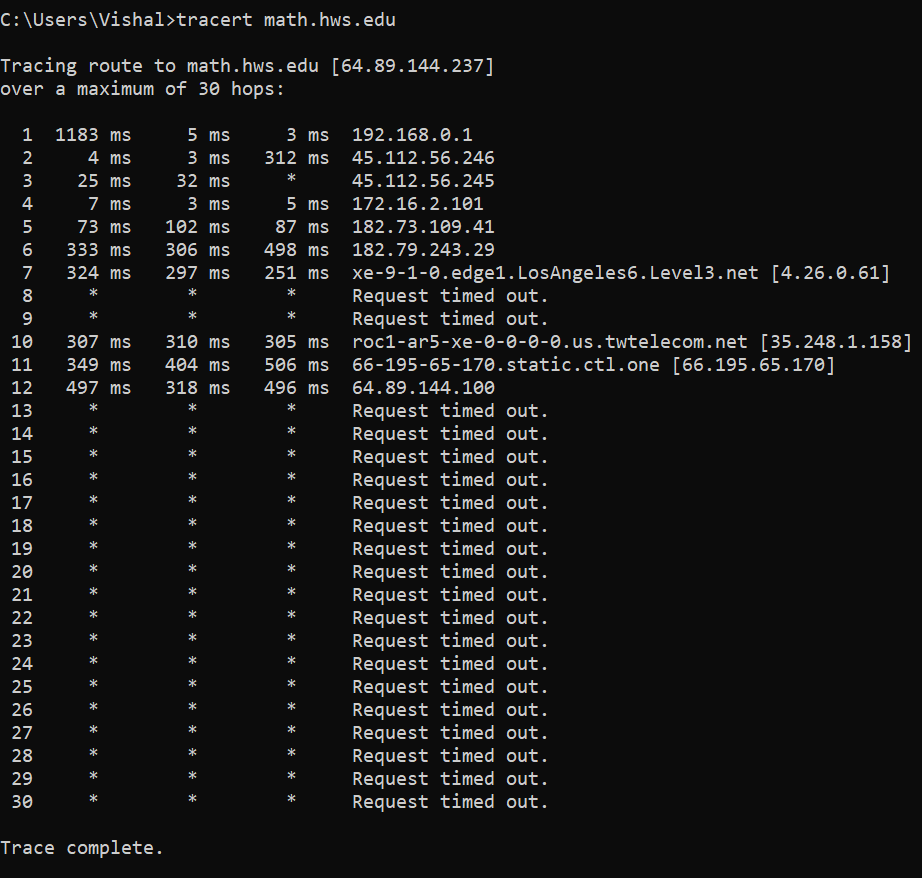 C:\Users\Vishal>tracert math.hws.edu
Tracing route to math.hws.edu [64.89.144.237]
over a maximum of 30 hops:
1 1183 ms 5 ms 3 ms 192.168.0.1
2 4 ms 3 ms 312 ms 45.112.56.246
3 25 ms 32 ms * 45.112.56.245
4 7 ms 3 ms 5 ms 172.16.2.101
5 73 ms 102 ms 87 ms 182.73.109.41
6 333 ms 306 ms 498 ms 182.79.243.29
7 324 ms 297 ms 251 ms xe-9-1-0.edge1.LosAngeles6.Level3.net [4.26.0.61]
8 * * * Request timed out.
9 * * * Request timed out.
10 307 ms 310 ms 305 ms roc1-ar5-xe-0-0-0-0.us.twtelecom.net [35.248.1.158]
11 349 ms 404 ms 506 ms 66-195-65-170.static.ctl.one [66.195.65.170]
12 497 ms 318 ms 496 ms 64.89.144.100
13 * * * Request timed out.
14 * * * Request timed out.
15 * * * Request timed out.
16 * * * Request timed out.
17 * * * Request timed out.
18 * * * Request timed out.
19 * * * Request timed out.
20 * * * Request timed out.
21 * * * Request timed out.
22 * * * Request timed out.
23 * * * Request timed out.
24 * * * Request timed out.
25 * * * Request timed out.
26 * * * Request timed out.
27 * * * Request timed out.
28 * * * Request timed out.
29 * * * Request timed out.
30 * * * Request timed out.
Trace complete.